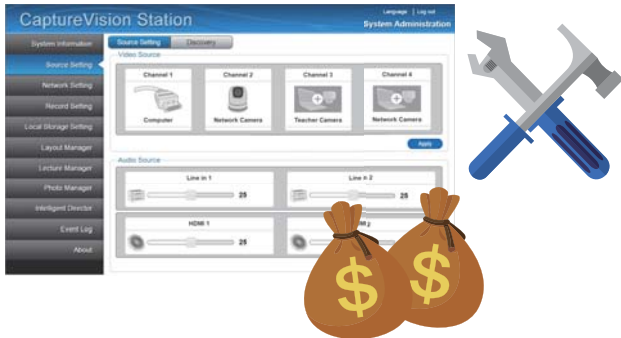 CaptureVision Station
Language | Log out
System Administration
System Information
Source Setting
Network Setting
Record Setting
Local Storage Setting
Layout Manager
Lecture Manager
Photo Manager
Intelligent Director
Event Log
About
Source Setting
Discovery
Video Source
Channel 1
Channel 2
Channel 3
Channel 4
Computer
Network Camera
Teacher Camera
Network Camera
Apply
Audio Source
Line in 1
Line n 2
25
25
HDMI 1
25
$
$